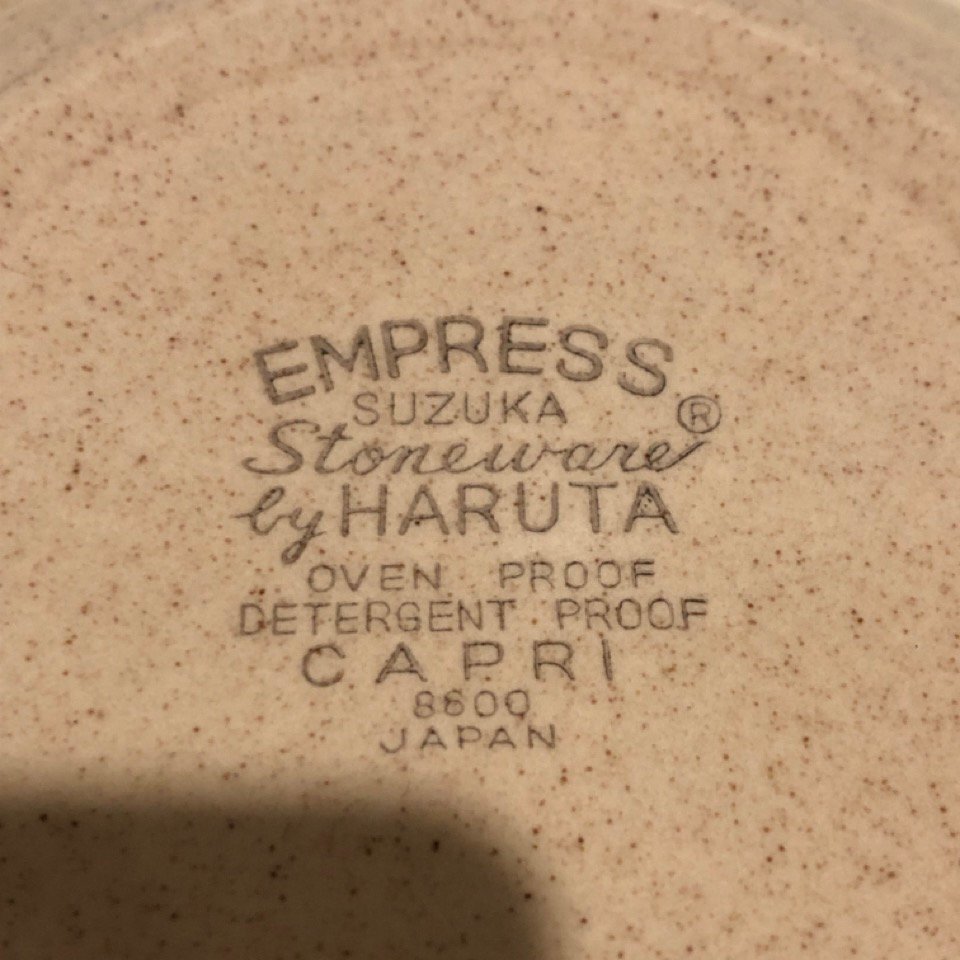 EMPRESS
SUZUKA
Stoneware®
by HARUTA
OVEN PROOF
DETERGENT PROOF
CAPRI
8600
JAPAN